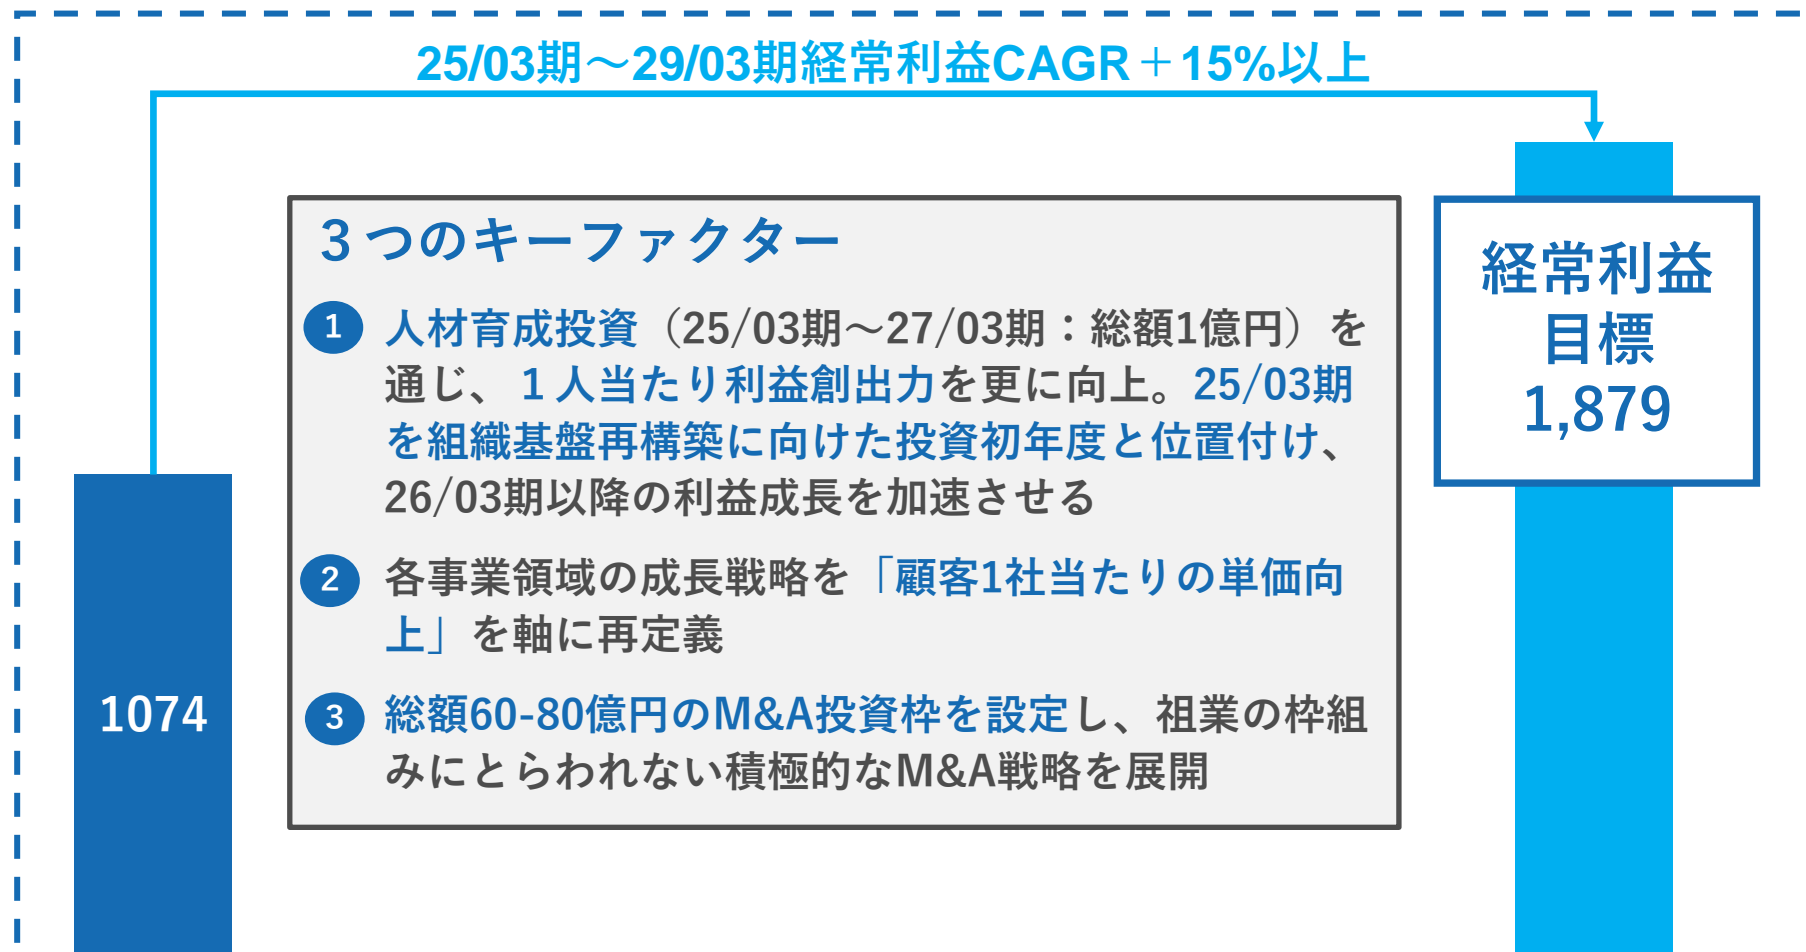 25/03期～29/03期経常利益CAGR＋15%以上
３つのキーファクター
1 人材育成投資（25/03期～27/03期：総額1億円）を
通じ、１人当たり利益創出力を更に向上。25/03期
を組織基盤再構築に向けた投資初年度と位置付け、
26/03期以降の利益成長を加速させる
2 各事業領域の成長戦略を「顧客1社当たりの単価向
上」を軸に再定義
3 総額60-80億円のM&A投資枠を設定し、祖業の枠組
みにとらわれない積極的なM&A戦略を展開
経常利益
目標
1,879
1074